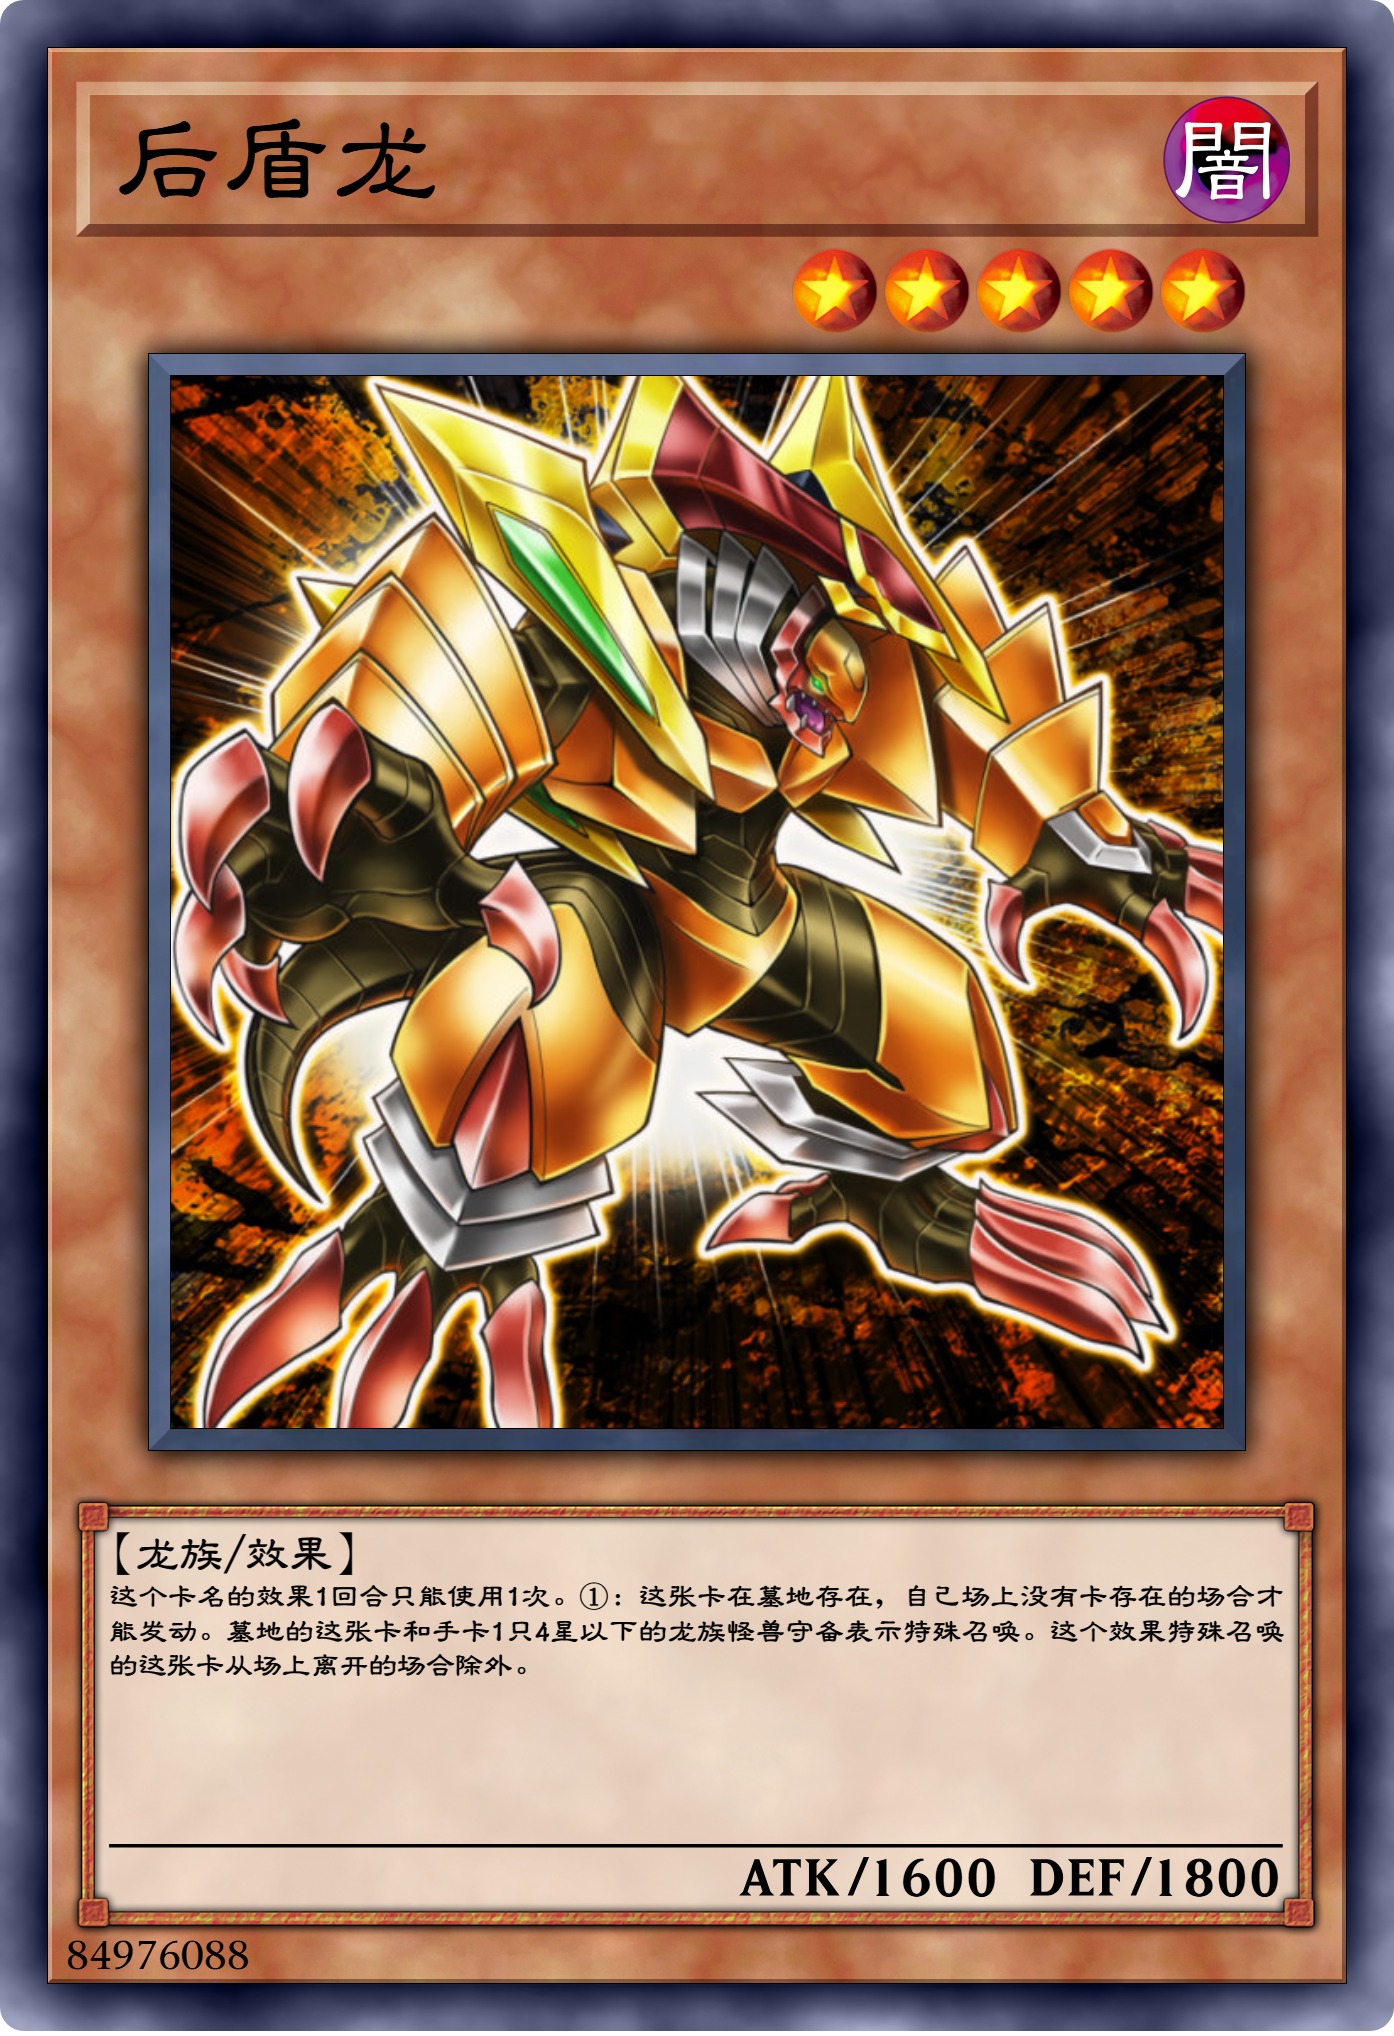 后盾龙
闇
【龙族/效果】
这个卡名的效果1回合只能使用1次。①：这张卡在墓地存在，自己场上没有卡存在的场合才
能发动。墓地的这张卡和手卡1只4星以下的龙族怪兽守备表示特殊召唤。这个效果特殊召唤
的这张卡从场上离开的场合除外。
ATK/1600 DEF/1800
84976088